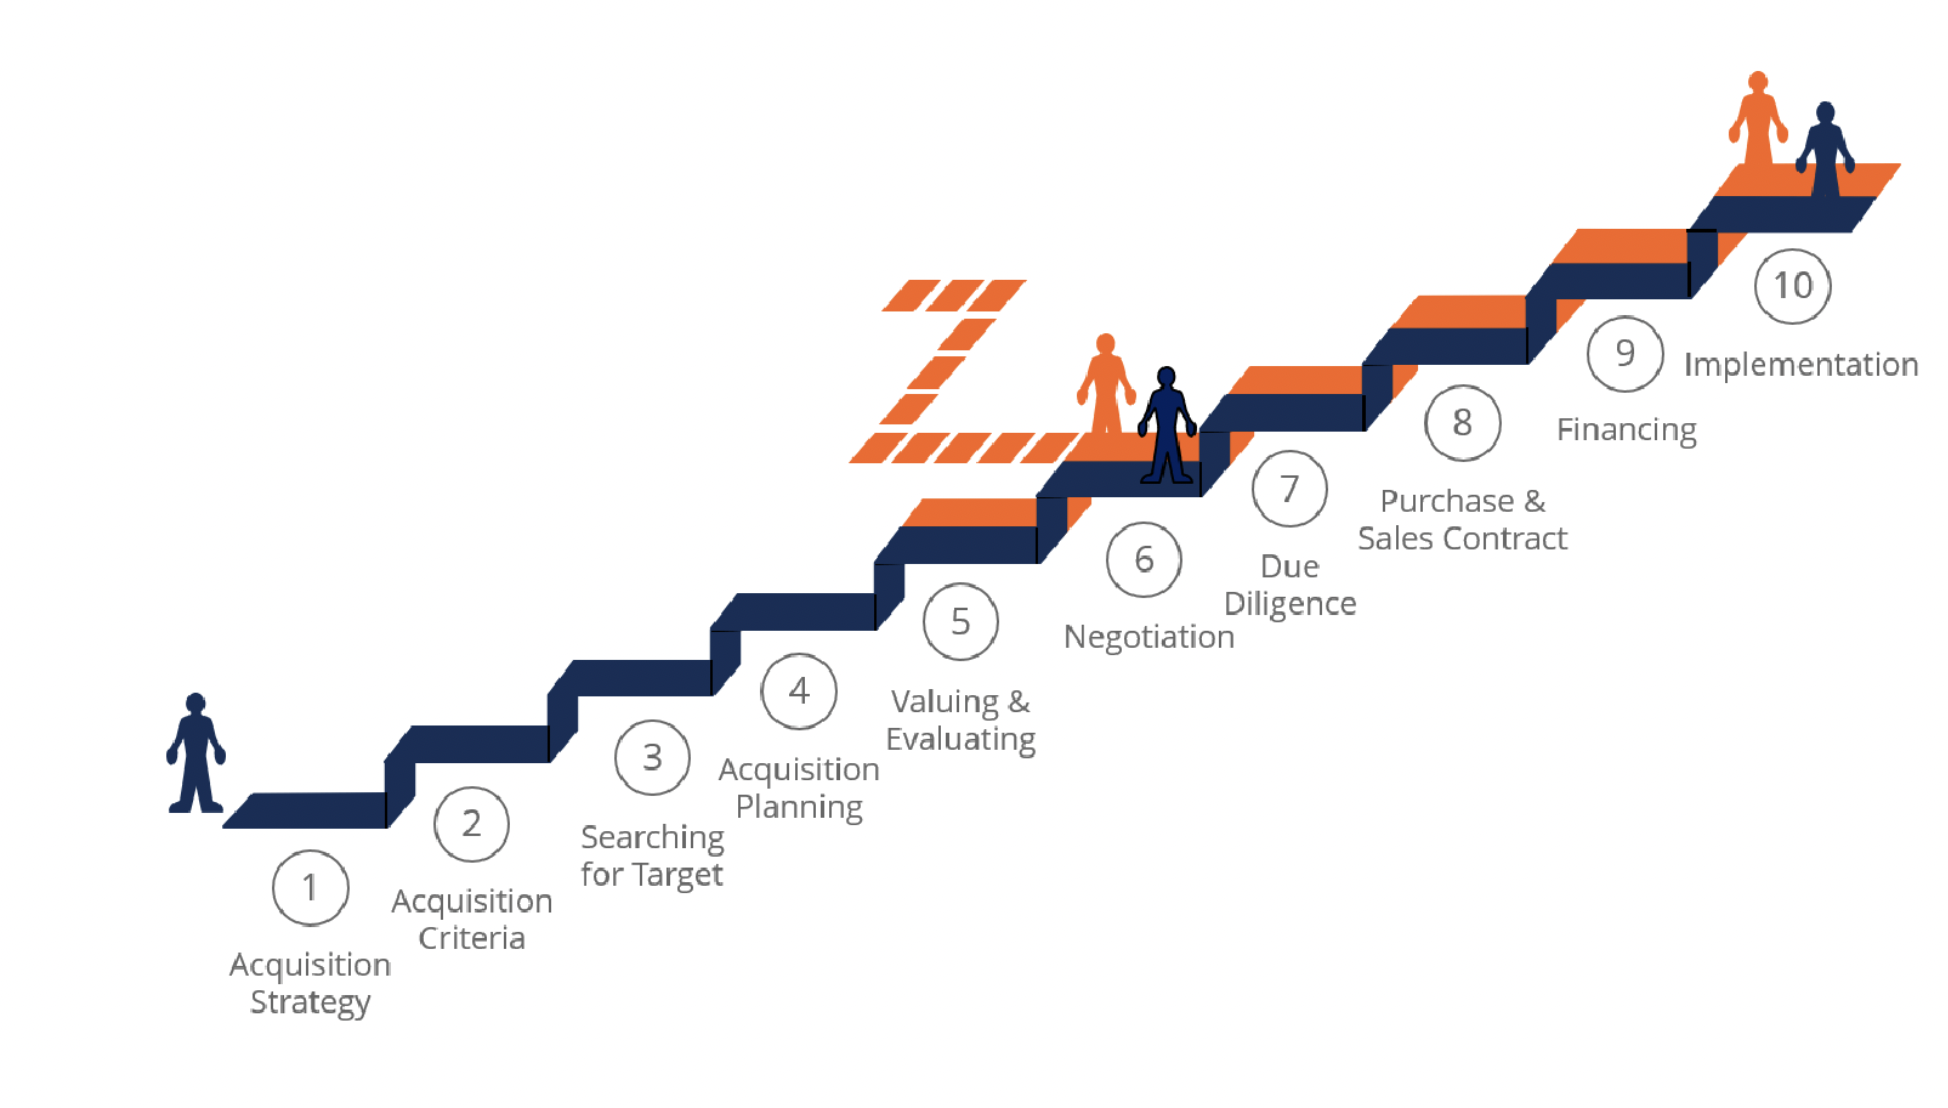 1
Acquisition
Strategy
2
Acquisition
Criteria
3
Searching
for Target
4
Acquisition
Planning
5
Valuing &
Evaluating
6
Negotiation
7
Due
Diligence
8
Purchase &
Sales Contract
9
Financing
10
Implementation